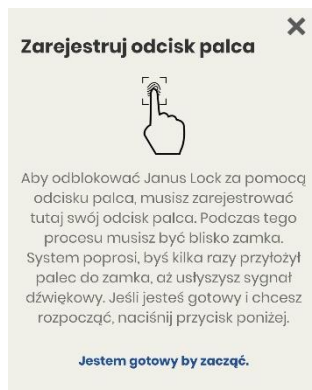 Zarejestruj odcisk palca
Aby odblokować Janus Lock za pomocą
odcisku palca, musisz zarejestrować
tutaj swój odcisk palca. Podczas tego
procesu musisz być blisko zamka.
System poprosi, byś kilka razy przyłożył
palec do zamka, aż usłyszysz sygnał
dźwiękowy. Jeśli jesteś gotowy i chcesz
rozpocząć, naciśnij przycisk poniżej.
Jestem gotowy by zacząć.